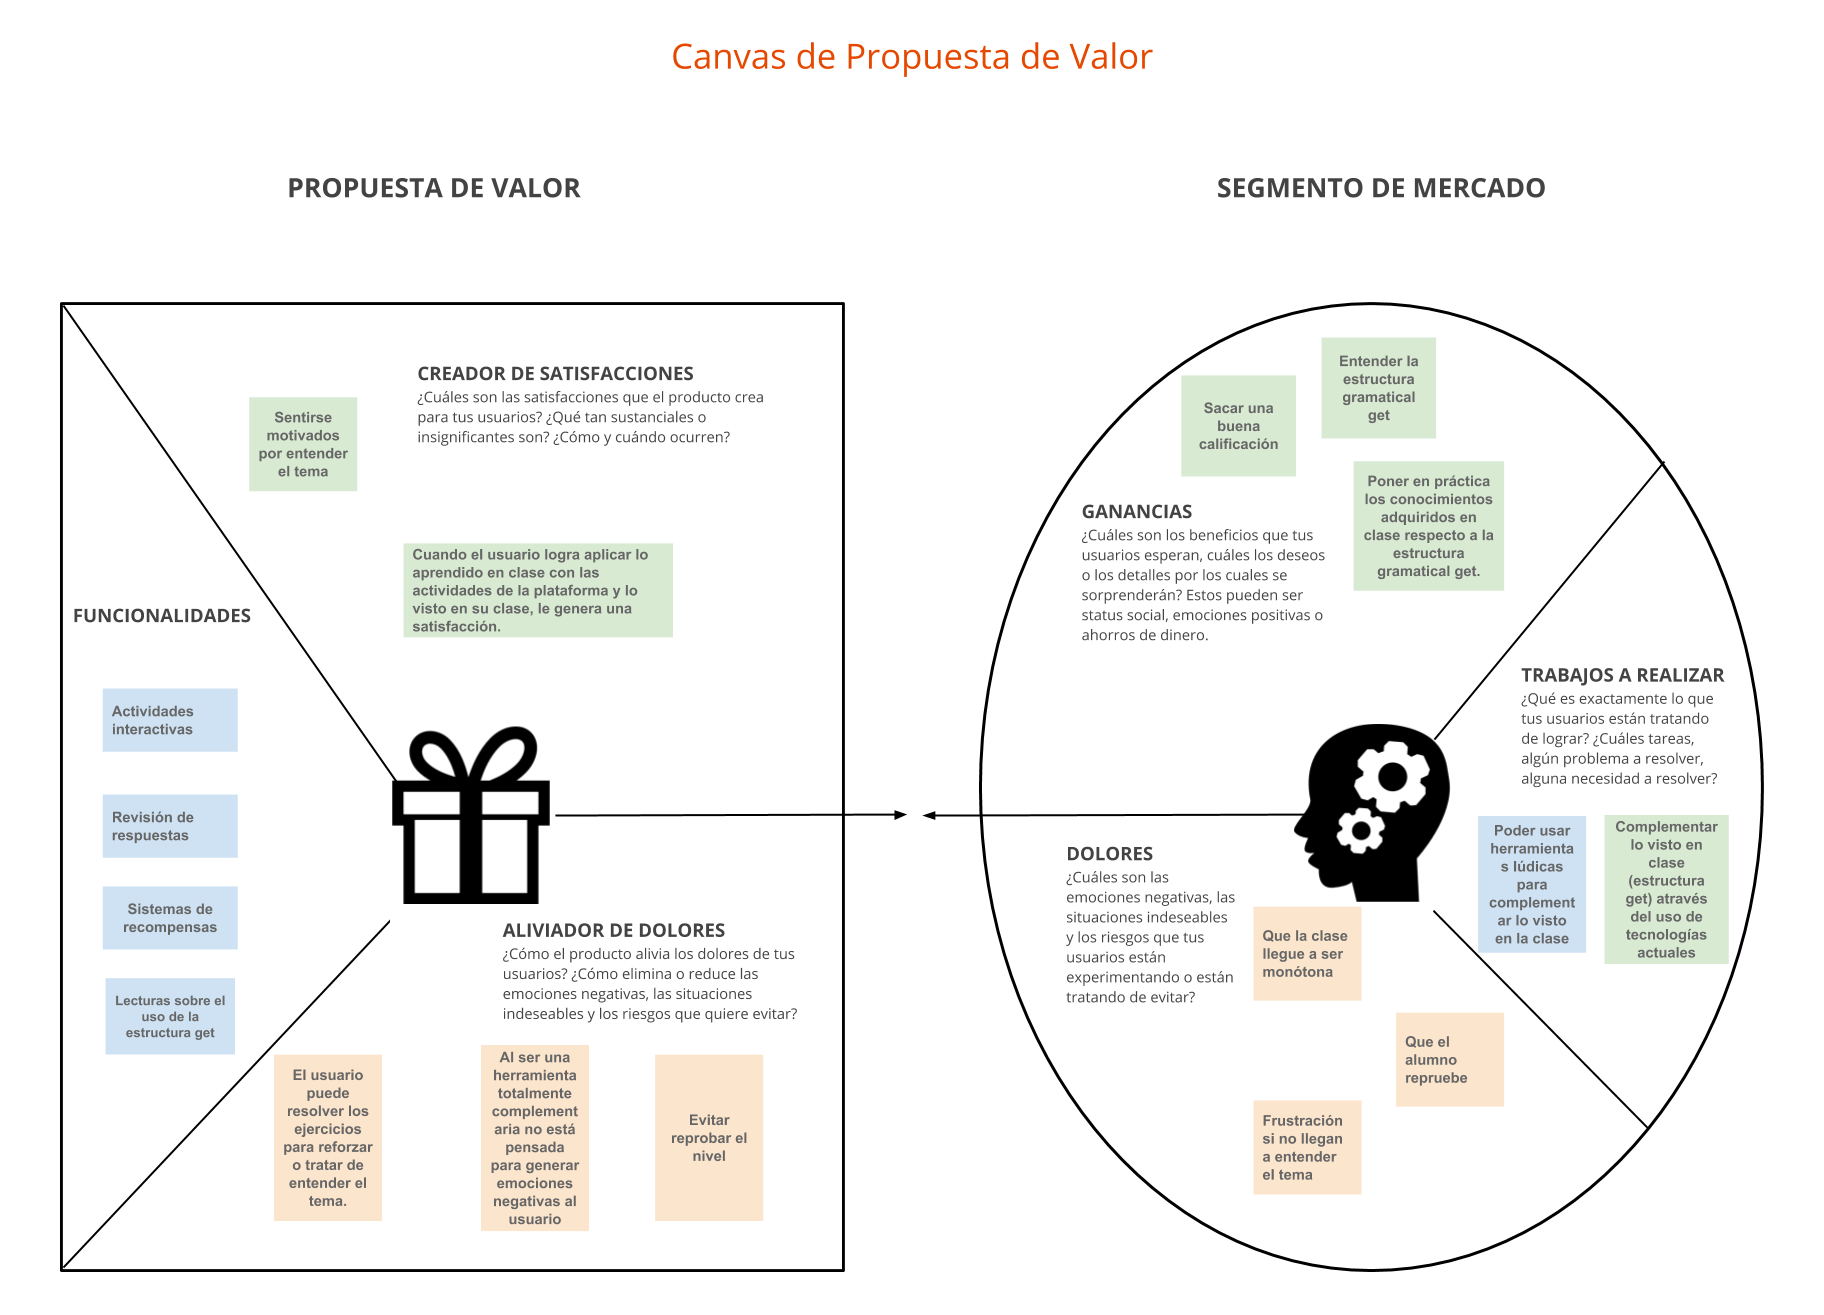 Canvas de Propuesta de Valor
PROPUESTA DE VALOR
CREADOR DE SATISFACCIONES
¿Cuáles son las satisfacciones que el producto crea
para tus usuarios? ¿Qué tan sustanciales o
insignificantes son? ¿Cómo y cuándo ocurren?
Sentirse
motivados
por entender
el tema
Cuando el usuario logra aplicar lo
aprendido en clase con las
actividades de la plataforma y lo
visto en su clase, le genera una
satisfacción.
FUNCIONALIDADES
Actividades
interactivas
Revisión de
respuestas
Sistemas de
recompensas
Lecturas sobre el
uso de la
estructura get
ALIVIADOR DE DOLORES
¿Cómo el producto alivia los dolores de tus
usuarios? ¿Cómo elimina o reduce las
emociones negativas, las situaciones
indeseables y los riesgos que quiere evitar?
El usuario
puede
resolver los
ejercicios
para reforzar
o tratar de
entender el
tema.
Al ser una
herramienta
totalmente
complement
aria no está
pensada
para generar
emociones
negativas al
usuario
Evitar
reprobar el
nivel
SEGMENTO DE MERCADO
Sacar una
buena
calificación
Entender la
estructura
gramatical
get
Poner en práctica
los conocimientos
adquiridos en
clase respecto a la
estructura
gramatical get.
GANANCIAS
¿Cuáles son los beneficios que tus
usuarios esperan, cuáles los deseos
o los detalles por los cuales se
sorprenderán? Estos pueden ser
status social, emociones positivas o
ahorros de dinero.
TRABAJOS A REALIZAR
¿Qué es exactamente lo que
tus usuarios están tratando
de lograr? ¿Cuáles tareas,
algún problema a resolver,
alguna necesidad a resolver?
Poder usar
herramienta
s lúdicas
para
complement
ar lo visto
en la clase
Complementar
lo visto en
clase
(estructura
get) através
del uso de
tecnologías
actuales
DOLORES
¿Cuáles son las
emociones negativas, las
situaciones indeseables
y los riesgos que tus
usuarios están
experimentando o están
tratando de evitar?
Que la clase
llegue a ser
monótona
Que el
alumno
repruebe
Frustración
si no llegan
a entender
el tema